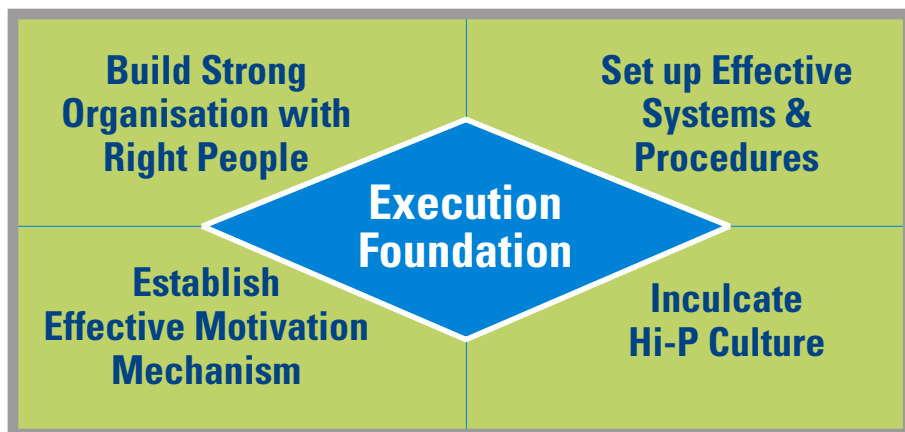 Build Strong
Organisation with
Right People
Set up Effective
Systems &
Procedures
Execution
Foundation
Establish
Effective Motivation
Mechanism
Inculcate
Hi-P Culture